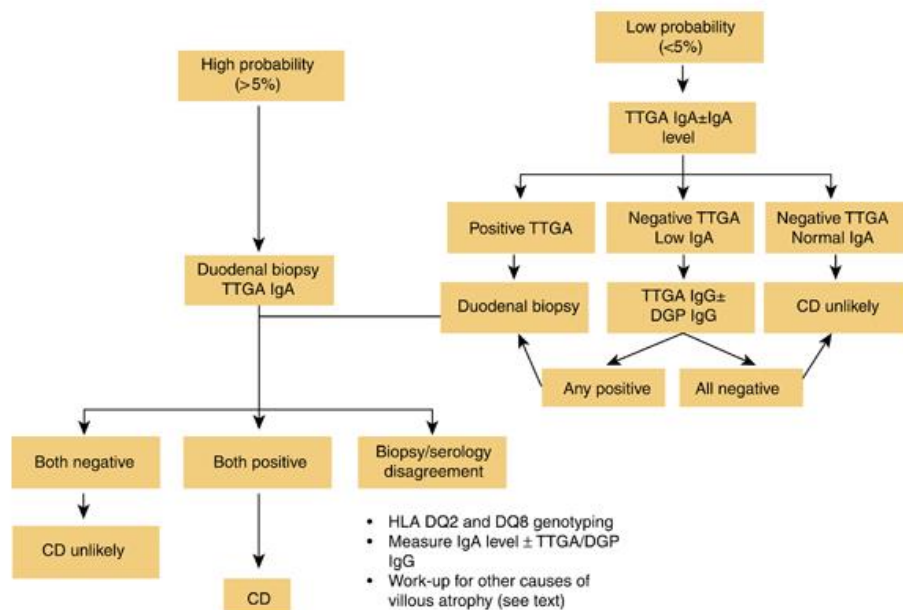 Low probability
(<5%)
High probability
(>5%)
TTGA IgA±IgA
level
Positive TTGA
Negative TTGA
Low IgA
Negative TTGA
Normal IgA
Duodenal biopsy
TTGA IgA
Duodenal biopsy
TTGA IgG±
DGP IgG
CD unlikely
Any positive
All negative
Both negative
Both positive
Biopsy/serology
disagreement
CD unlikely
CD
• HLA DQ2 and DQ8 genotyping
• Measure IgA level ± TTGA/DGP
IgG
• Work-up for other causes of
villous atrophy (see text)